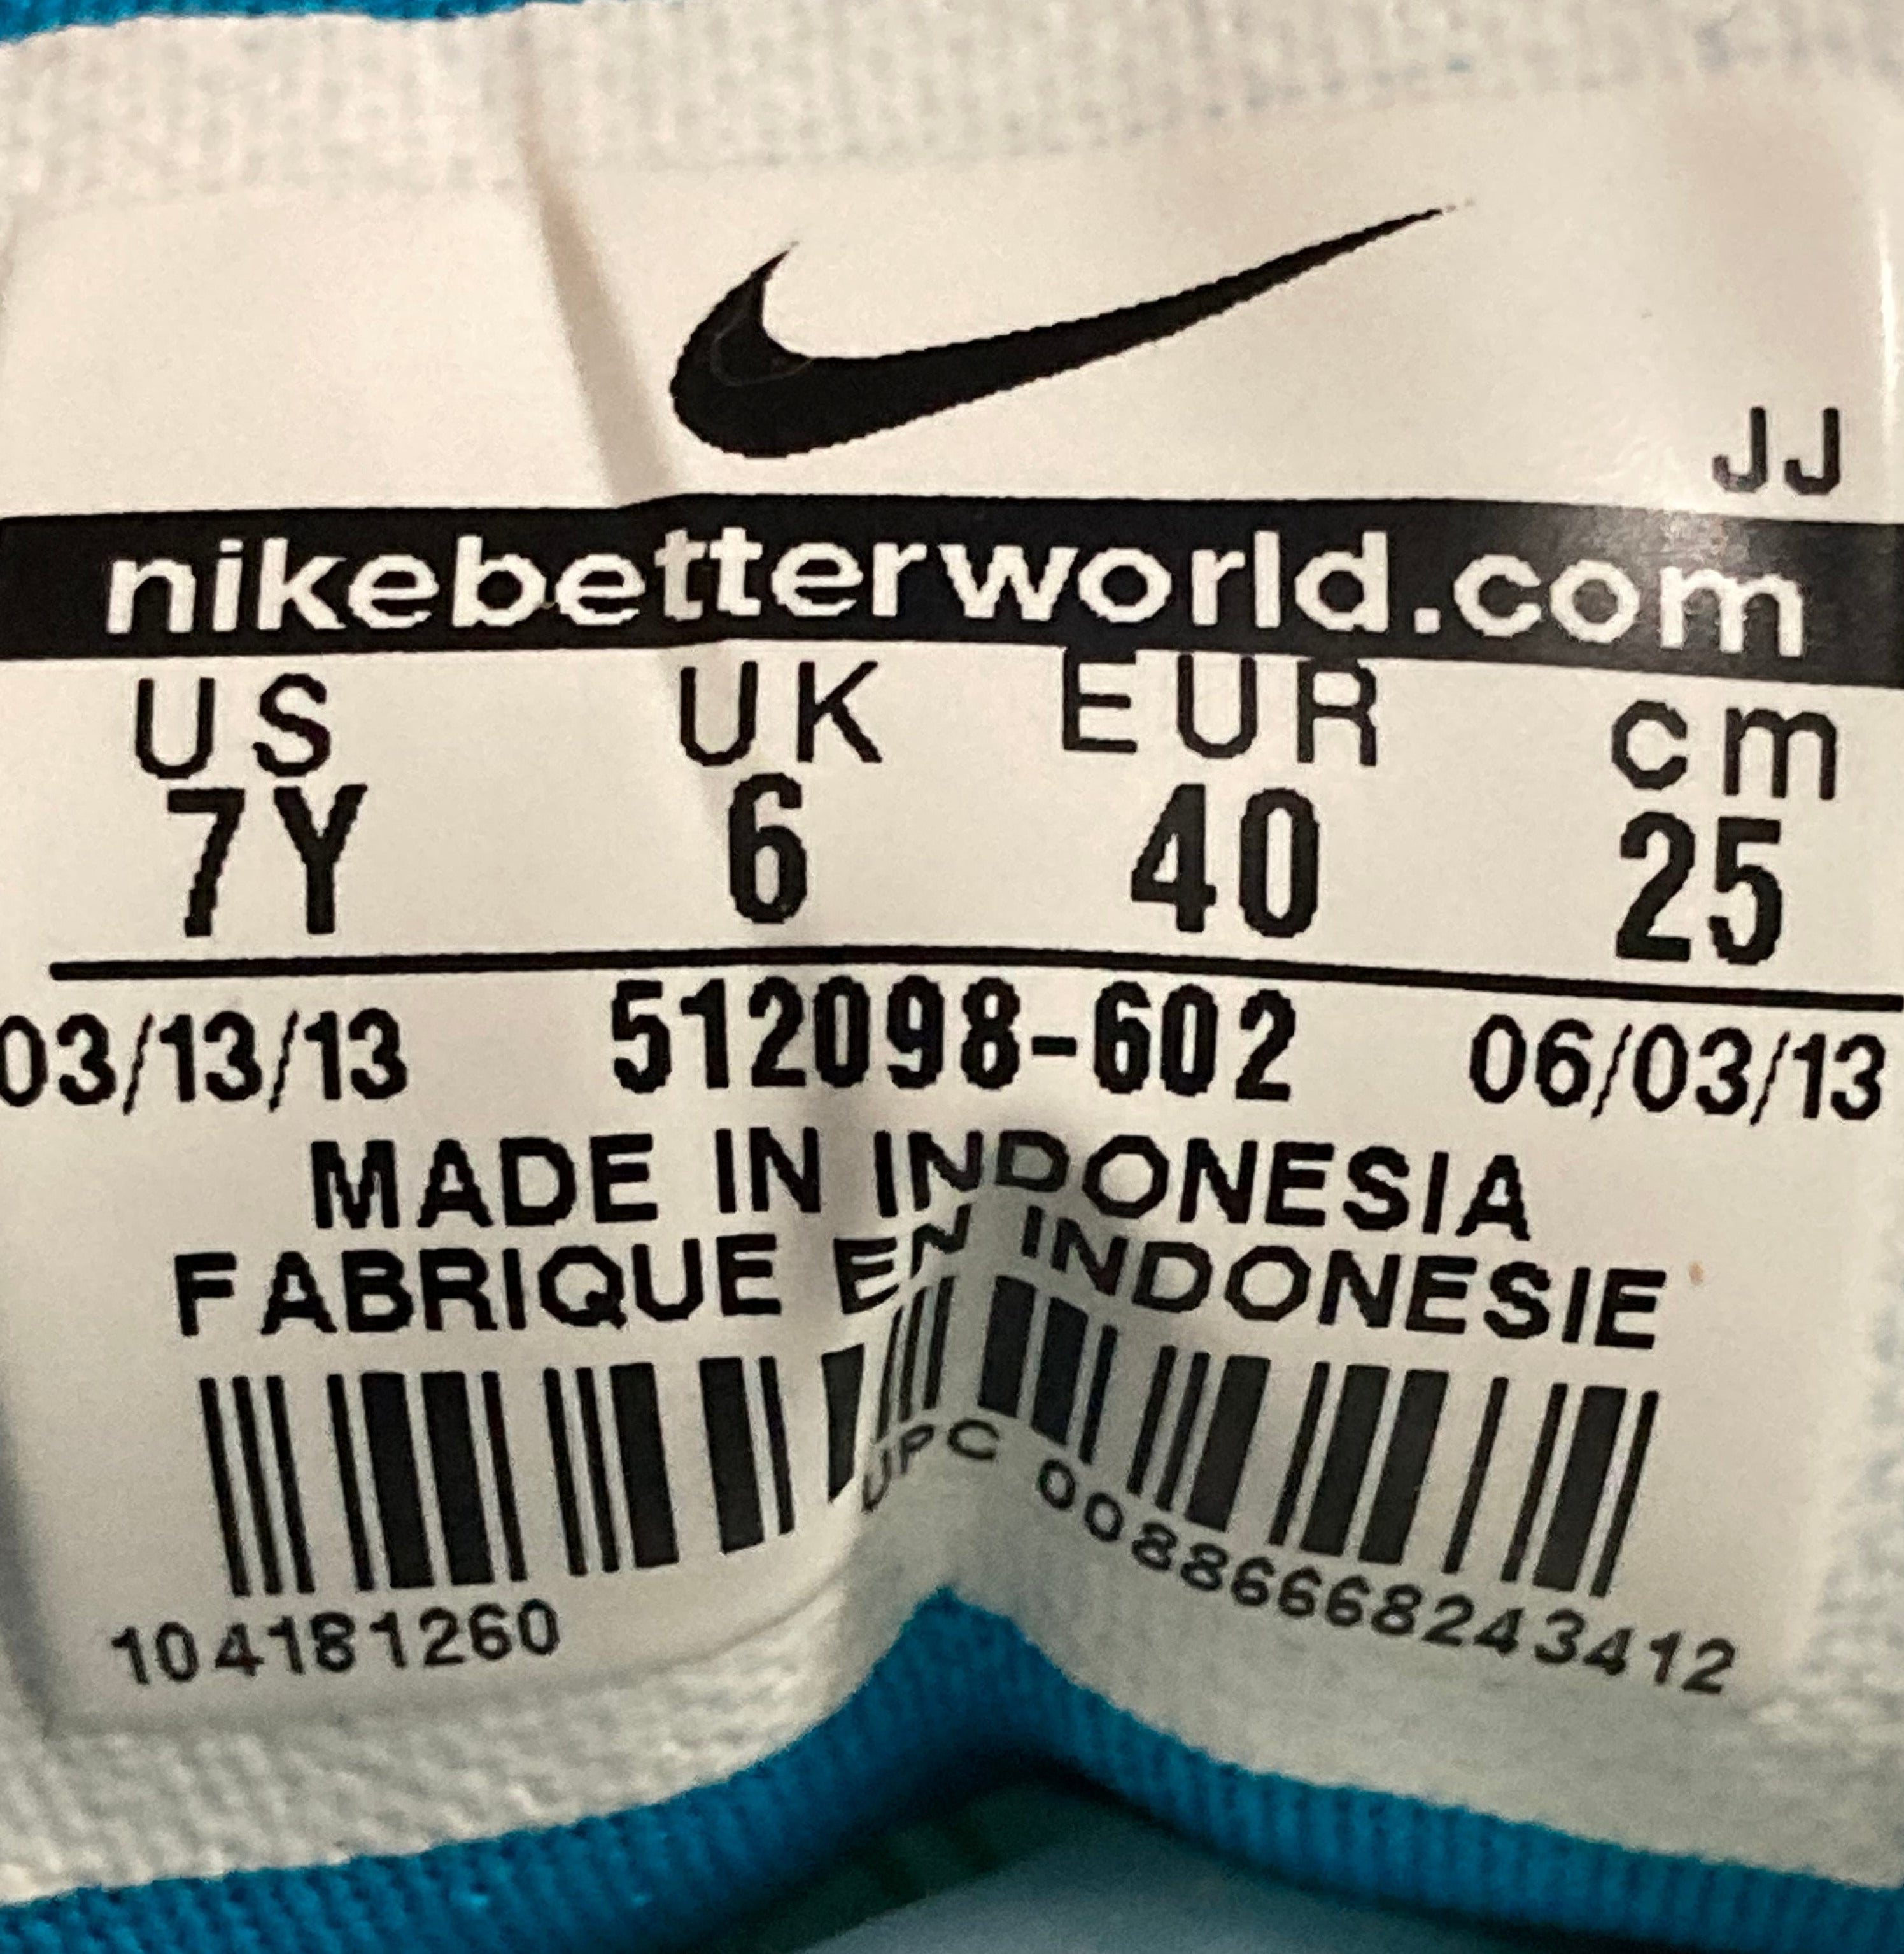 JJ
nikebetterworld.com
US UK EUR cm
7Y 6 40 25
03/13/13 512098-602 06/03/13
MADE IN INDONESIA
FABRIQUE EN INDONESIE
104181260 UPC 00886668243412